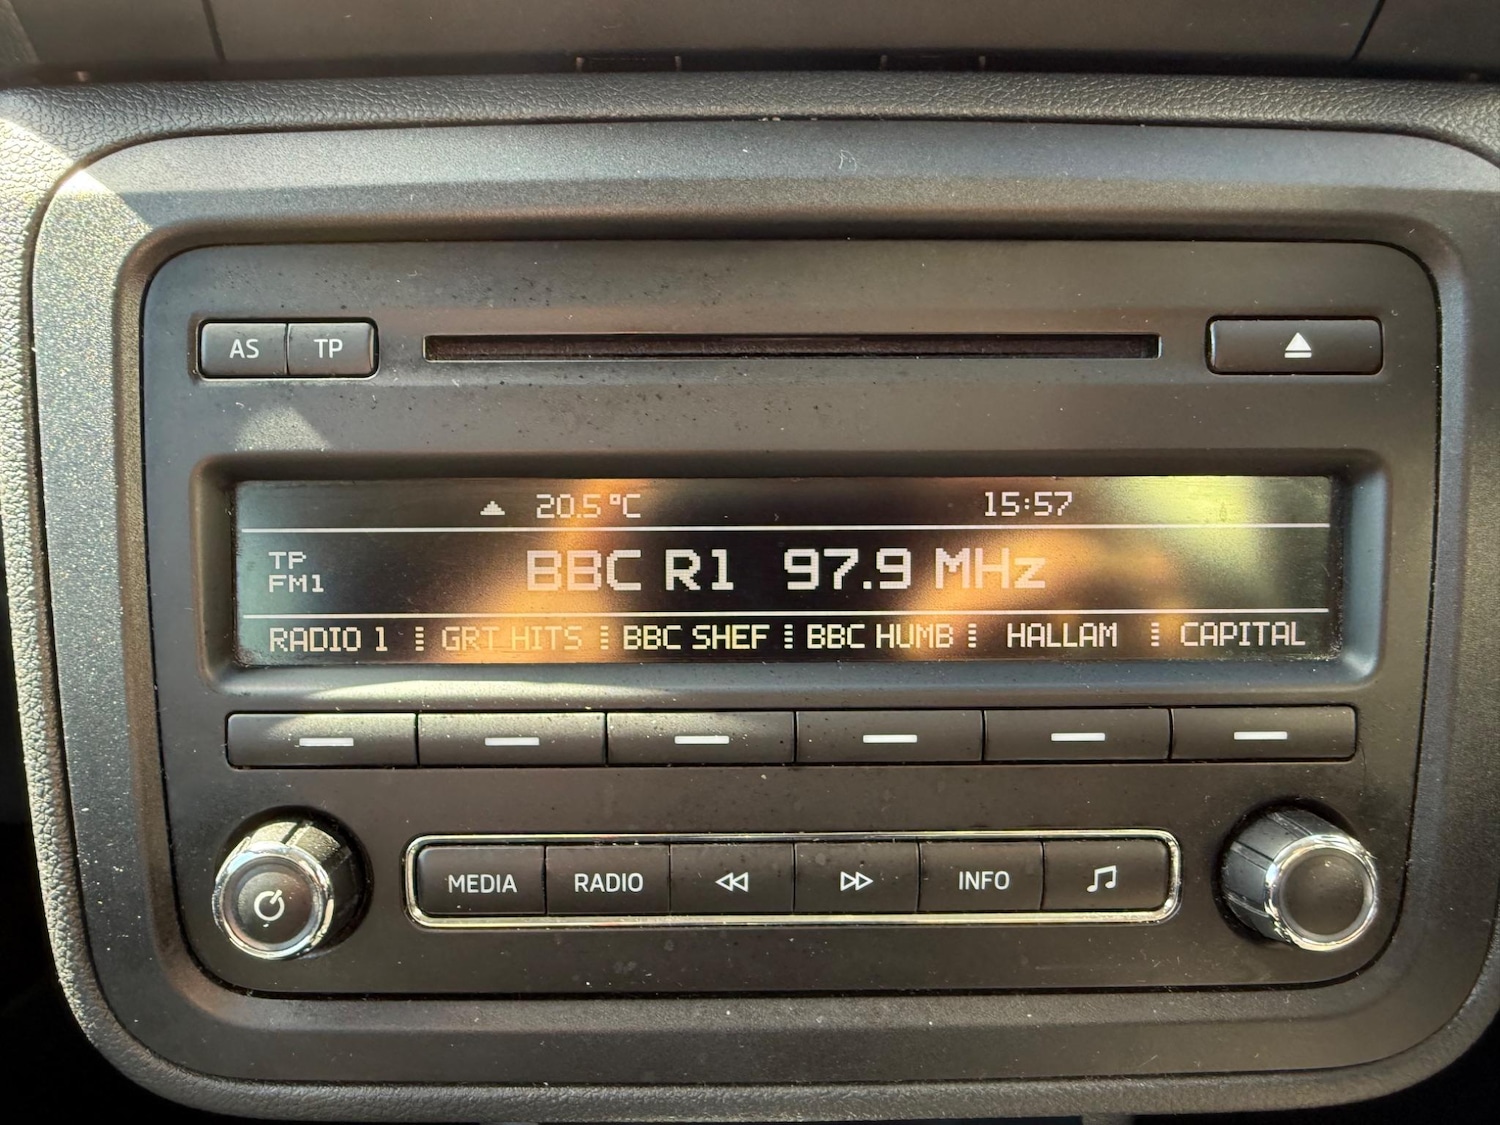 AS TP
20.5°C 15:57
TP
FM1
BBC R1 97.9 MHz
RADIO 1 GRT HITS BBC SHEF BBC HUMB HALLAM CAPITAL
MEDIA RADIO INFO